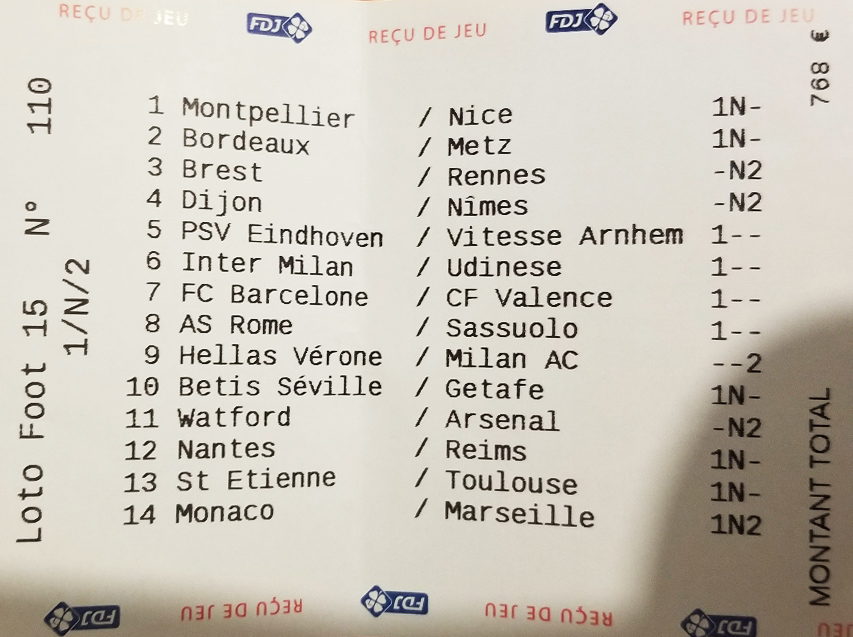 REÇU DE JEU FDJ REÇU DE JEU FDJ REÇU DE JEU
Loto Foot 15 N° 110
1/N/2
1 Montpellier / Nice 1N-
2 Bordeaux / Metz 1N-
3 Brest / Rennes -N2
4 Dijon / Nîmes -N2
5 PSV Eindhoven / Vitesse Arnhem 1--
6 Inter Milan / Udinese 1--
7 FC Barcelone / CF Valence 1--
8 AS Rome / Sassuolo 1--
9 Hellas Vérone / Milan AC --2
10 Betis Séville / Getafe 1N-
11 Watford / Arsenal -N2
12 Nantes / Reims 1N-
13 St Etienne / Toulouse 1N-
14 Monaco / Marseille 1N2
MONTANT TOTAL 768 €
FDJ REÇU DE JEU FDJ REÇU DE JEU FDJ